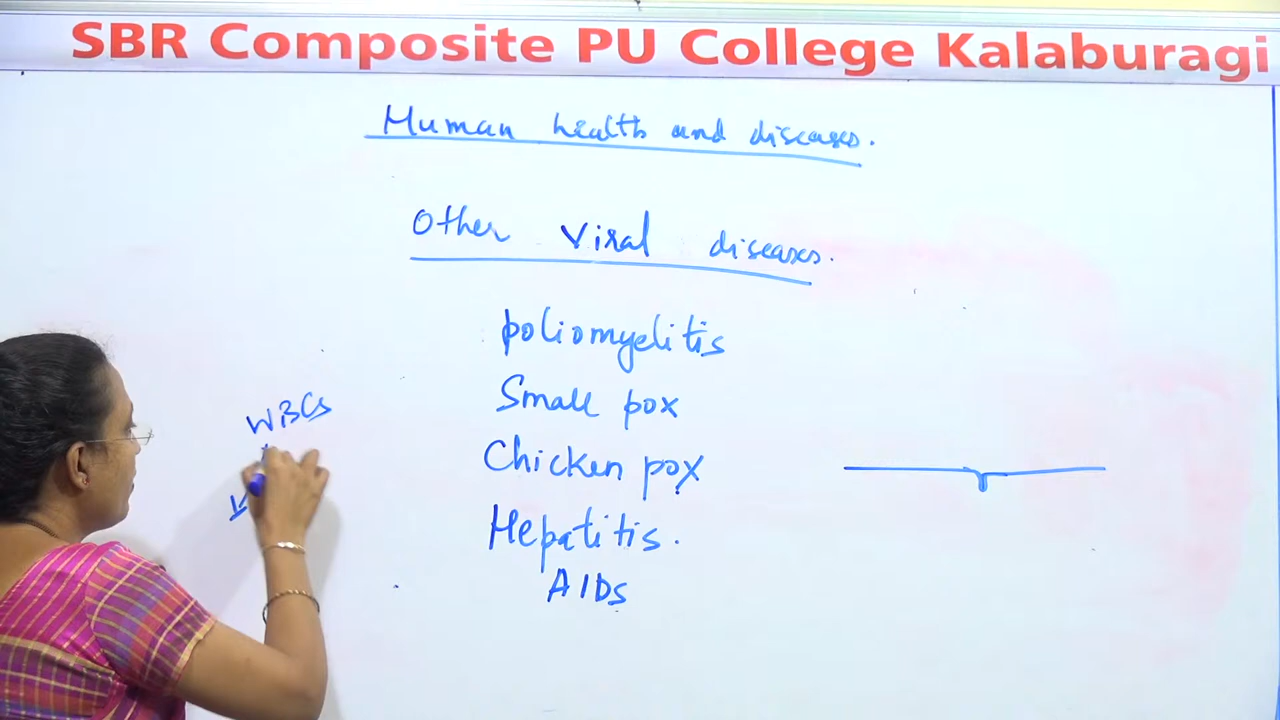 SBR Composite PU College Kalaburagi
Human health and diseases.
Other Viral diseases.
poliomyelitis
Small pox
WBCs
Chicken pox
Hepatitis.
AIDs